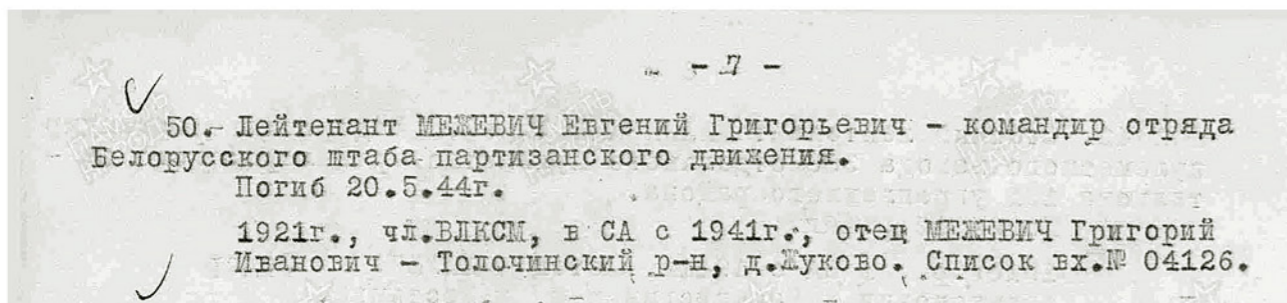 - 7 -
50.- Лейтенант МЕЖЕВИЧ Евгений Григорьевич - командир отряда
Белорусского штаба партизанского движения.
Погиб 20.5.44г.
1921г., чл.ВЛКСМ, в СА с 1941г., отец МЕЖЕВИЧ Григорий
Иванович - Толочинский р-н, д.Жуково. Список вх.№ 04126.